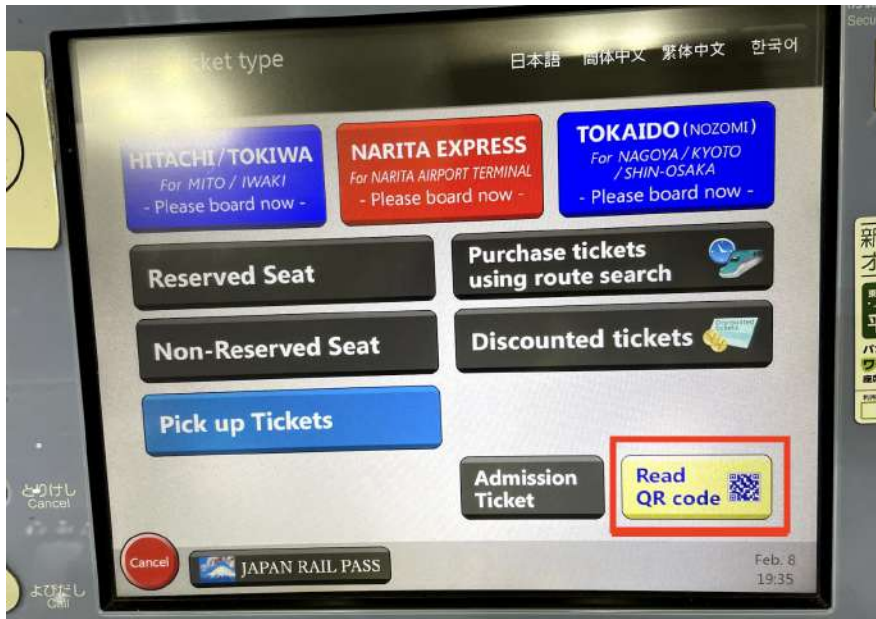 ticket type
日本語 简体中文 繁体中文 한국어
HITACHI/TOKIWA
For MITO / IWAKI
- Please board now -
NARITA EXPRESS
For NARITA AIRPORT TERMINAL
- Please board now -
TOKAIDO (NOZOMI)
For NAGOYA / KYOTO
/ SHIN-OSAKA
- Please board now -
Reserved Seat
Purchase tickets
using route search
Non-Reserved Seat
Discounted tickets
Pick up Tickets
Admission
Ticket
Read
QR code
Cancel
JAPAN RAIL PASS
Feb. 8
19:35
とりけし
Cancel
よびだし
Call